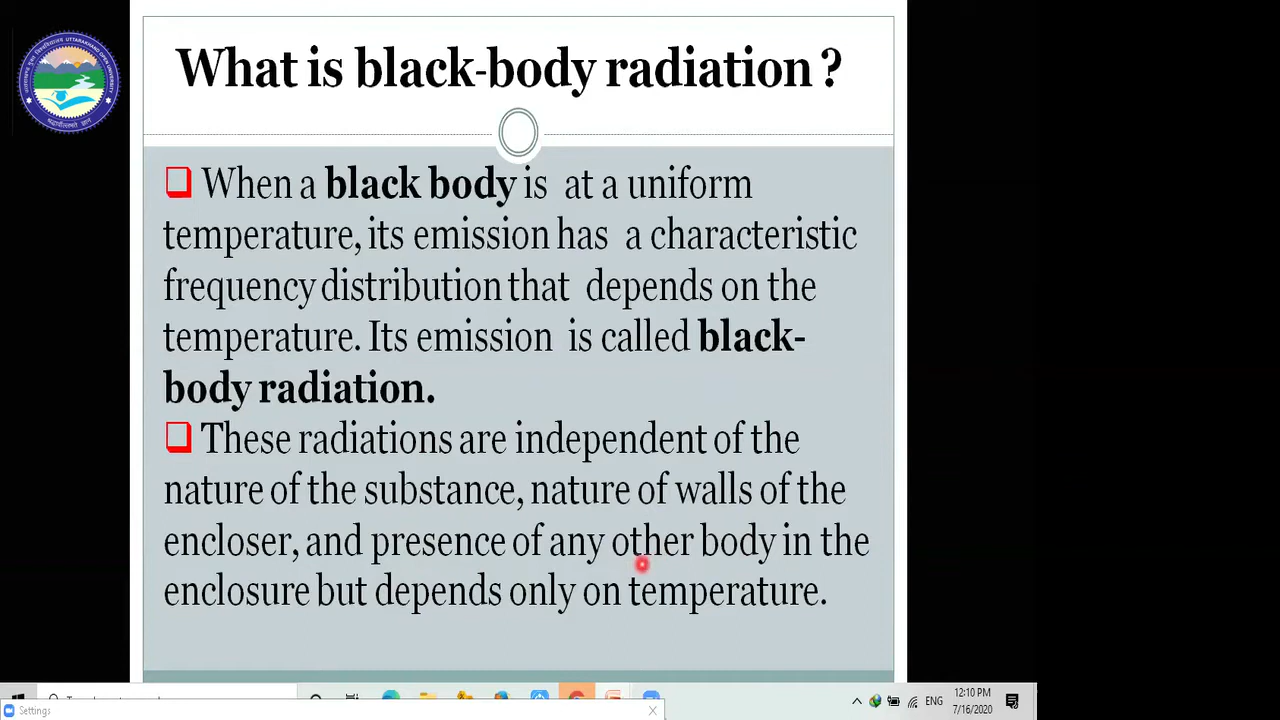 What is black-body radiation ?
UTTARAKHAND OPEN UNIVERSITY
When a black body is at a uniform
temperature, its emission has a characteristic
frequency distribution that depends on the
temperature. Its emission is called black-
body radiation.
These radiations are independent of the
nature of the substance, nature of walls of the
encloser, and presence of any other body in the
enclosure but depends only on temperature.
ENG
12:10 PM
7/16/2020
Settings